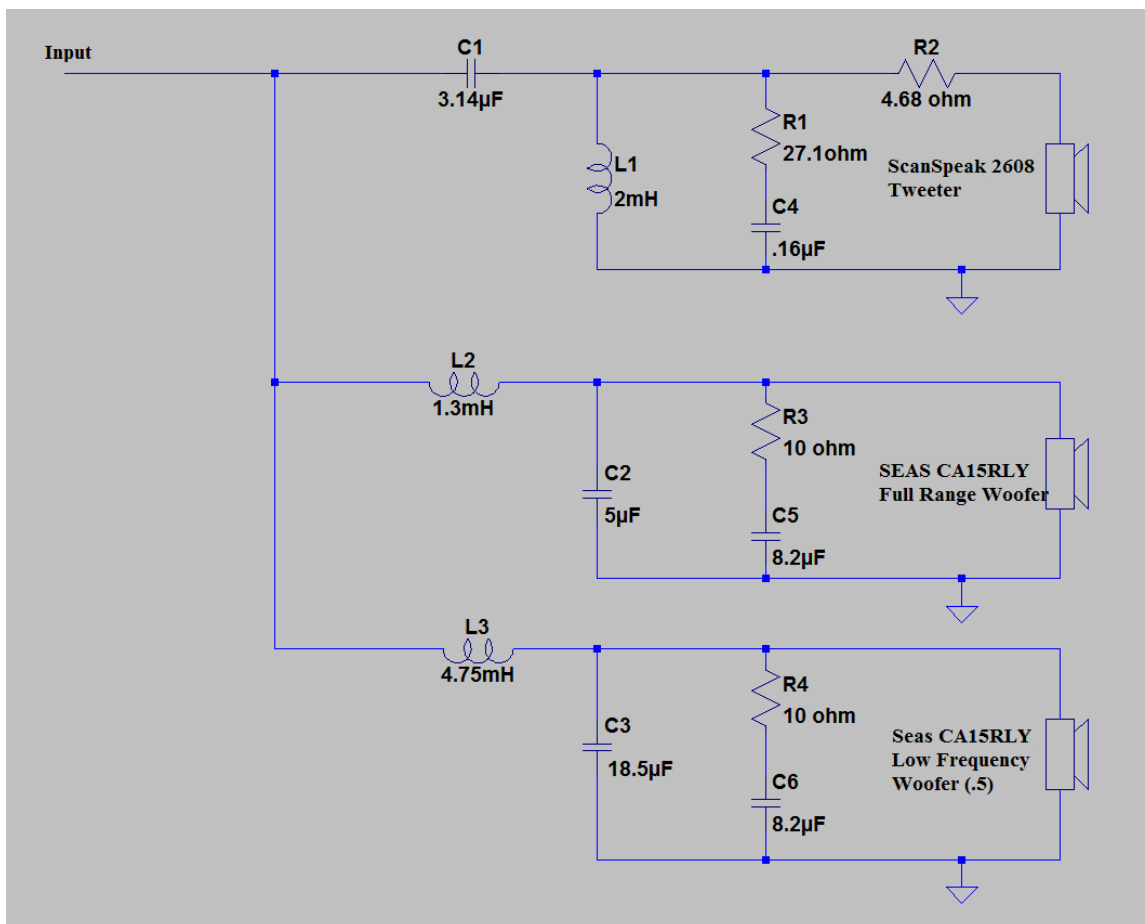 Input
C1
3.14µF
R2
4.68 ohm
R1
27.1ohm
L1
2mH
C4
.16µF
ScanSpeak 2608
Tweeter
L2
1.3mH
R3
10 ohm
C2
5µF
C5
8.2µF
SEAS CA15RLY
Full Range Woofer
L3
4.75mH
R4
10 ohm
C3
18.5µF
C6
8.2µF
Seas CA15RLY
Low Frequency
Woofer (.5)